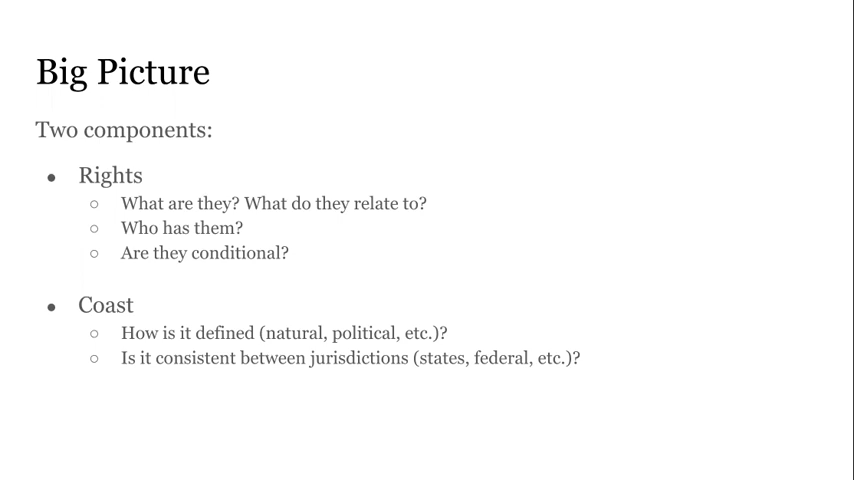 Big Picture
Two components:
● Rights
○ What are they? What do they relate to?
○ Who has them?
○ Are they conditional?
● Coast
○ How is it defined (natural, political, etc.)?
○ Is it consistent between jurisdictions (states, federal, etc.)?